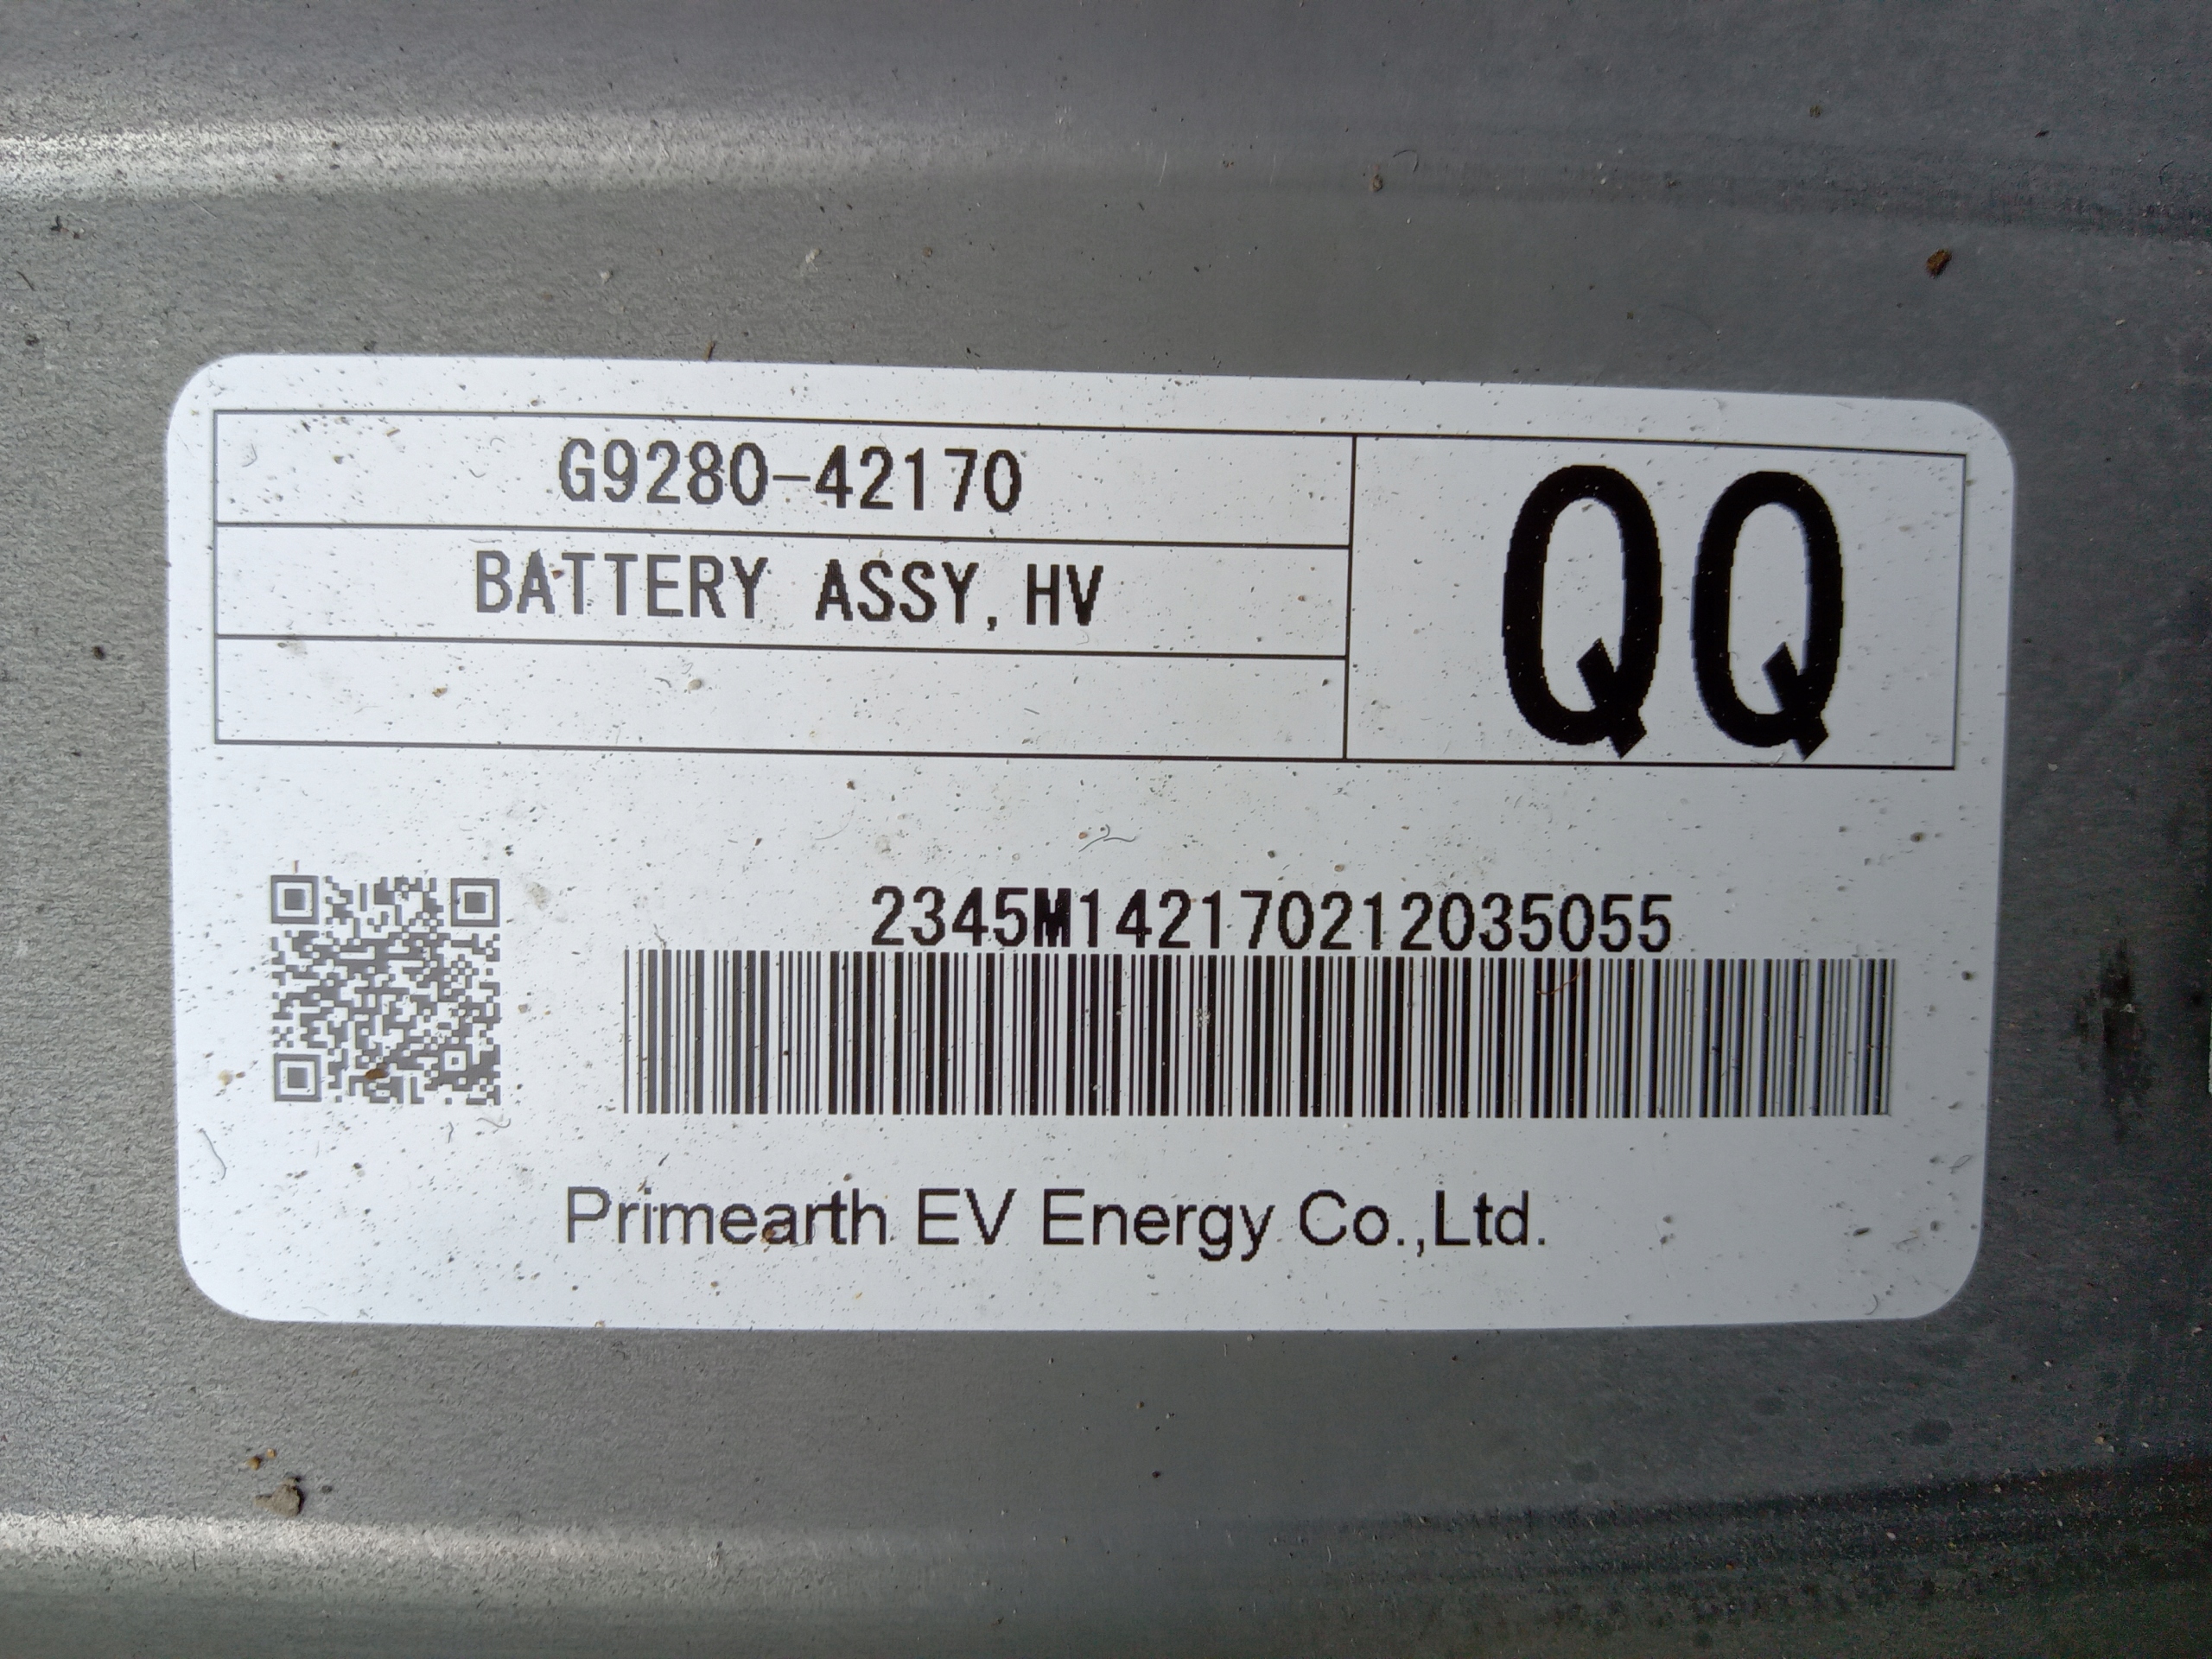 G9280-42170
BATTERY ASSY, HV
QQ
2345M142170212035055
Primearth EV Energy Co.,Ltd.